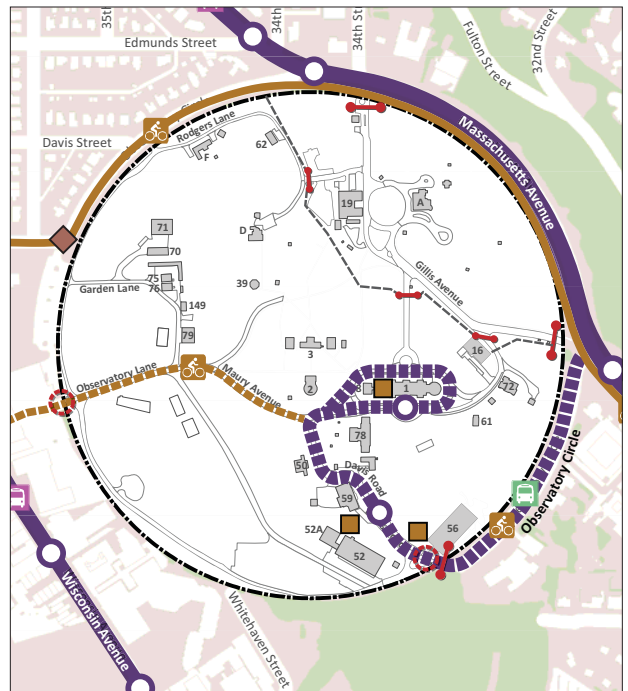 35th
34th
34th St
Edmunds Street
Fulton Street
32nd Street
Davis Street
Massachusetts Avenue
Rodgers Lane
F
62
19
A
71
D
70
75
76
39
Garden Lane
Gillis Avenue
149
79
3
16
Observatory Lane
Maury Avenue
2
1
72
78
61
50
Davis Road
59
52A
52
56
Observatory Circle
Wisconsin Avenue
Whitehaven Street